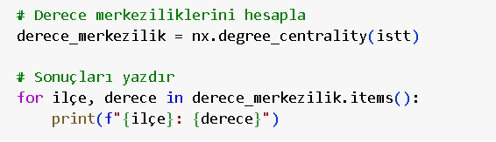 # Derece merkeziliklerini hesapla
derece_merkezilik = nx.degree_centrality(istt)
# Sonuçları yazdır
for ilçe, derece in derece_merkezilik.items():
    print(f"{ilçe}: {derece}")